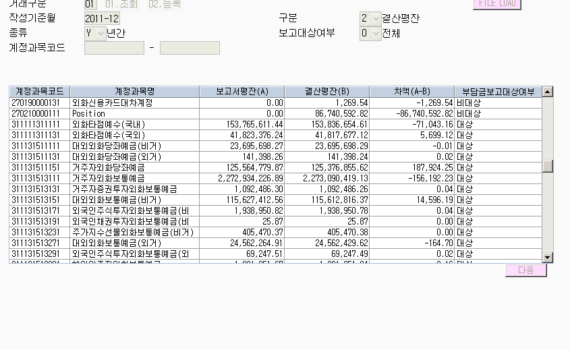 거래구분 01 01.조회 02.등록 FILE LOAD
작성기준월 2011-12 구분 2 결산평잔
종류 Y 년간 보고대상여부 0 전체
계정과목코드 -
계정과목코드 계정과목명 보고서평잔(A) 결산평잔(B) 차액(A-B) 부담금보고대상여부
270190000131 외화신용카드대차계정 0.00 1,269.54 -1,269.54 비대상
270210000111 Position 0.00 86,740,592.82 -86,740,592.82 비대상
311111311111 외화타점예수(국내) 153,765,611.44 153,836,654.61 -71,043.16 대상
311111311131 외화타점예수(국외) 41,823,376.24 41,817,677.12 5,699.12 대상
311131511111 대외외화당좌예금(비거) 23,695,698.27 23,695,698.29 -0.01 대상
311131511131 대외외화당좌예금(외거) 141,398.26 141,398.24 0.02 대상
311131511151 거주자외화당좌예금 125,564,779.87 125,376,855.62 187,924.25 대상
311131513111 거주자외화보통예금 2,272,934,226.89 2,273,090,419.13 -156,192.23 대상
311131513131 거주자증권투자외화보통예금 1,092,486.30 1,092,486.26 0.04 대상
311131513151 대외외화보통예금(비거) 115,627,412.56 115,612,816.37 14,596.19 대상
311131513171 외국인주식투자외화보통예금(비 1,938,950.82 1,938,950.78 0.04 대상
311131513191 외국인채권투자외화보통예금(비 25.87 25.87 0.00 대상
311131513231 주가지수선물외화보통예금(비거) 405,470.37 405,470.38 0.00 대상
311131513271 대외외화보통예금(외거) 24,562,264.91 24,562,429.62 -164.70 대상
311131513291 외국인주식투자외화보통예금(외 69,247.51 69,247.49 0.02 대상
다음